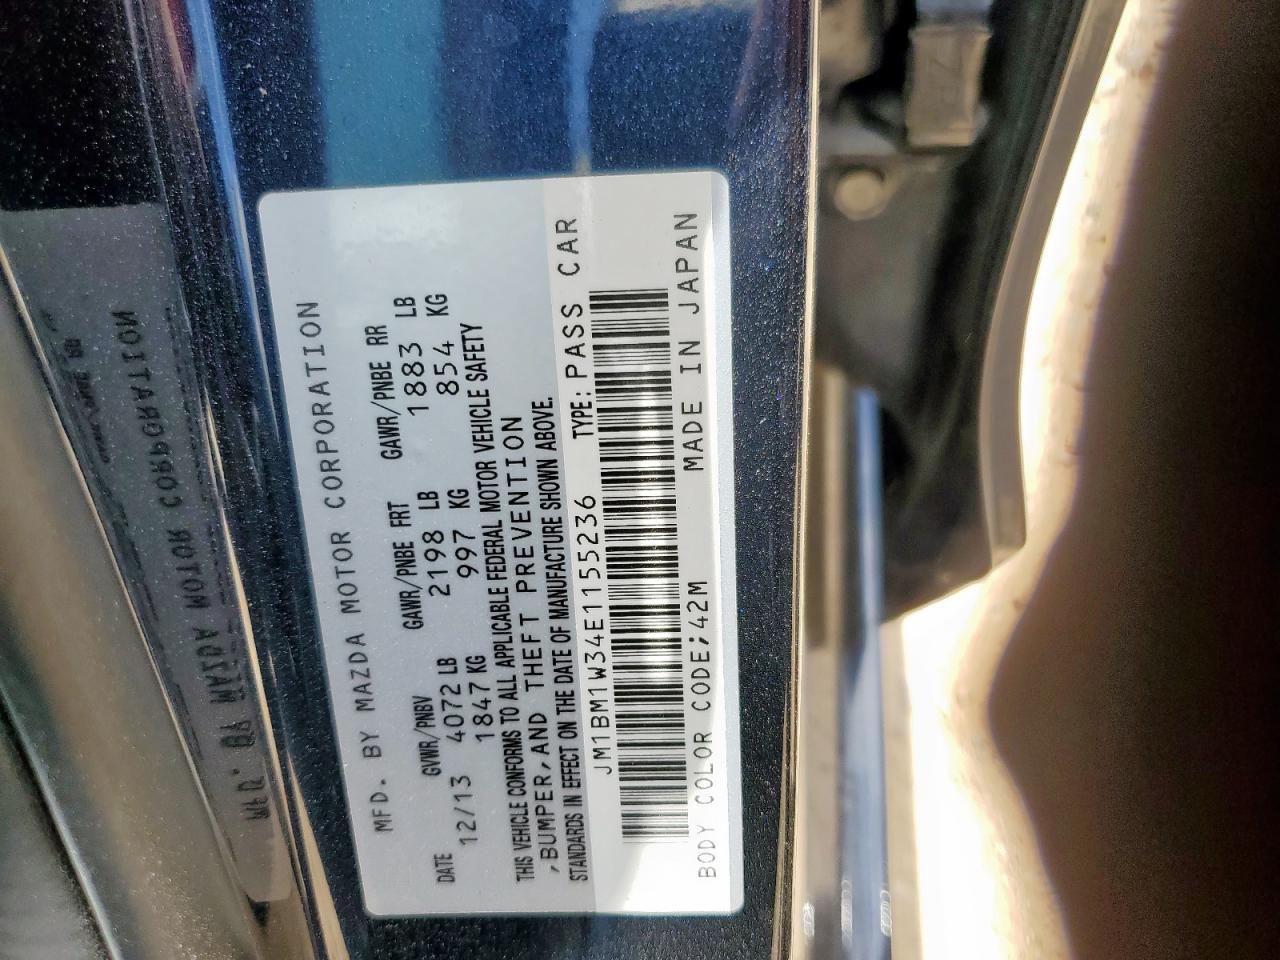 MFD. BY MAZDA MOTOR CORPORATION
DATE GVWR/PNBV GAWR/PNBE FRT GAWR/PNBE RR
12/13 4072 LB 2198 LB 1883 LB
1847 KG 997 KG 854 KG
THIS VEHICLE CONFORMS TO ALL APPLICABLE FEDERAL MOTOR VEHICLE SAFETY
,BUMPER,AND THEFT PREVENTION
STANDARDS IN EFFECT ON THE DATE OF MANUFACTURE SHOWN ABOVE.
JM1BM1W34E1155236 TYPE: PASS CAR
BODY COLOR CODE;42M MADE IN JAPAN